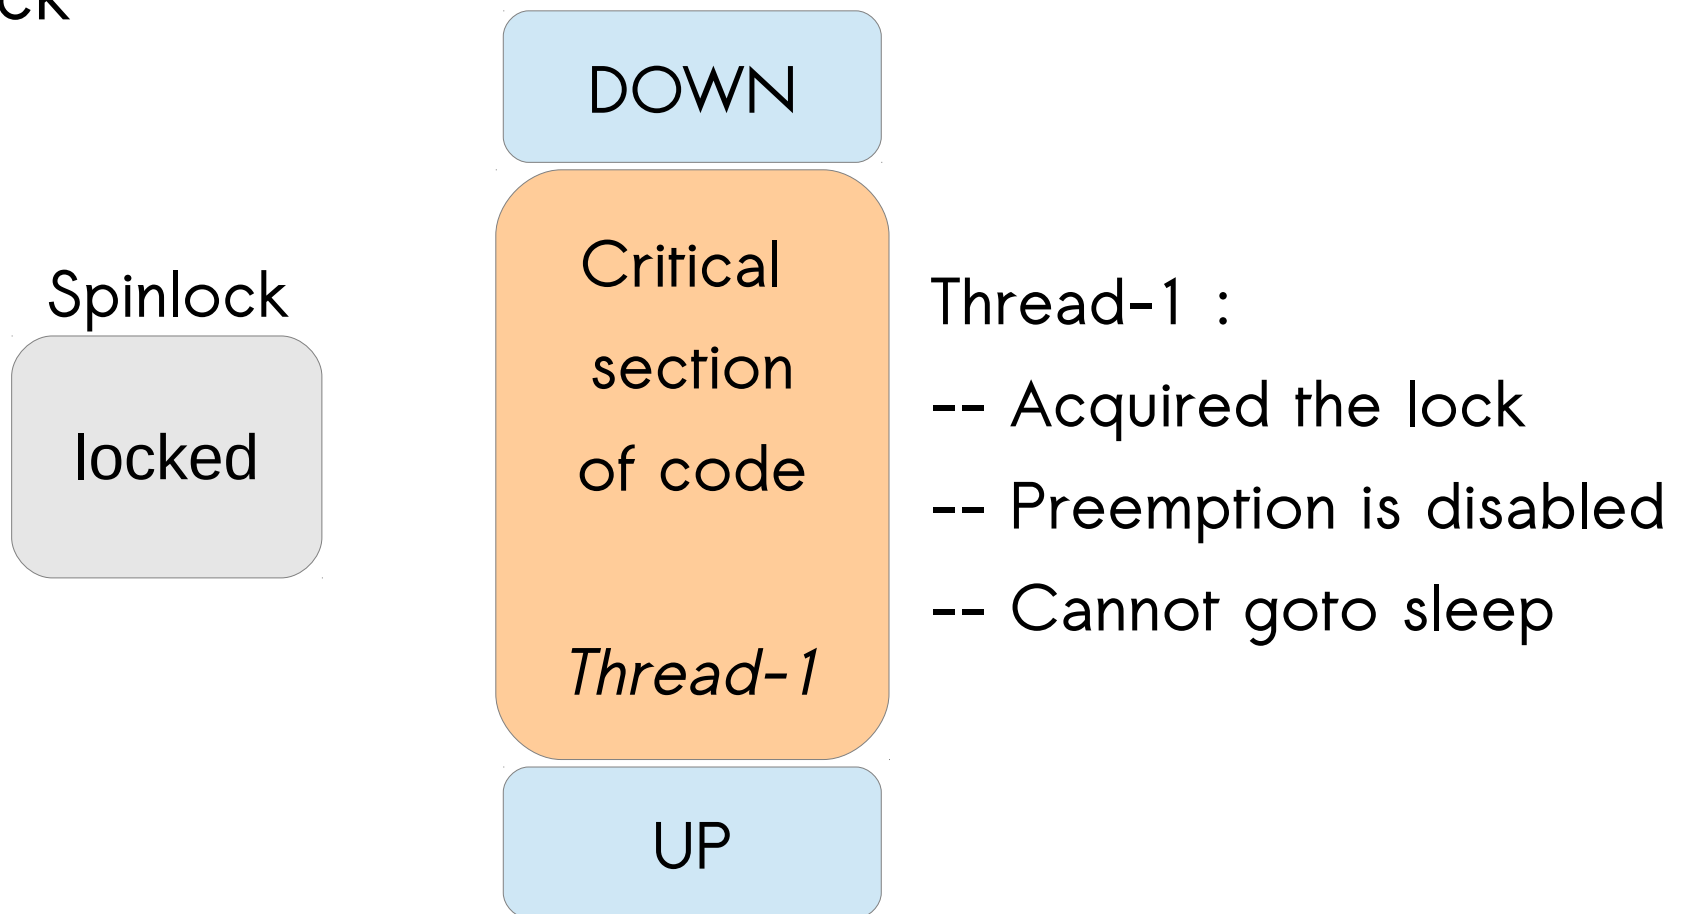 DOWN
Spinlock
locked
Critical
section
of code
Thread-1
Thread-1 :
-- Acquired the lock
-- Preemption is disabled
-- Cannot goto sleep
UP